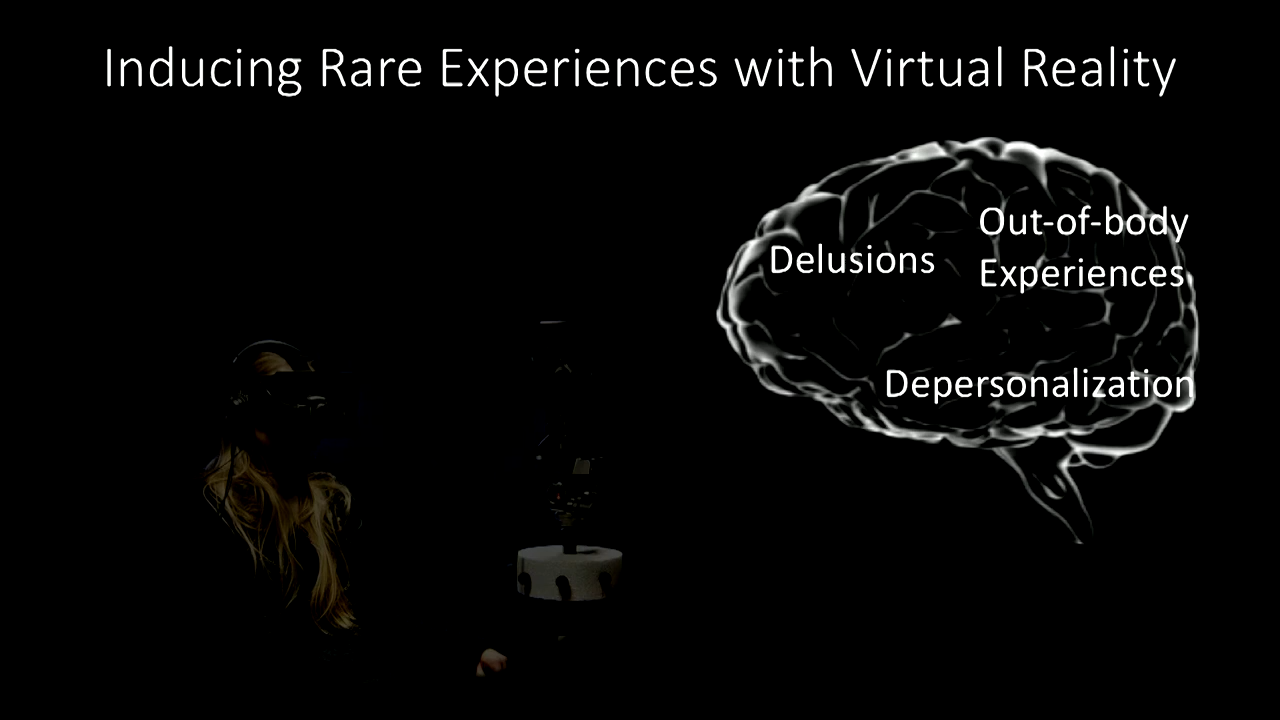 Inducing Rare Experiences with Virtual Reality
Out-of-body
Delusions
Experiences
Depersonalization